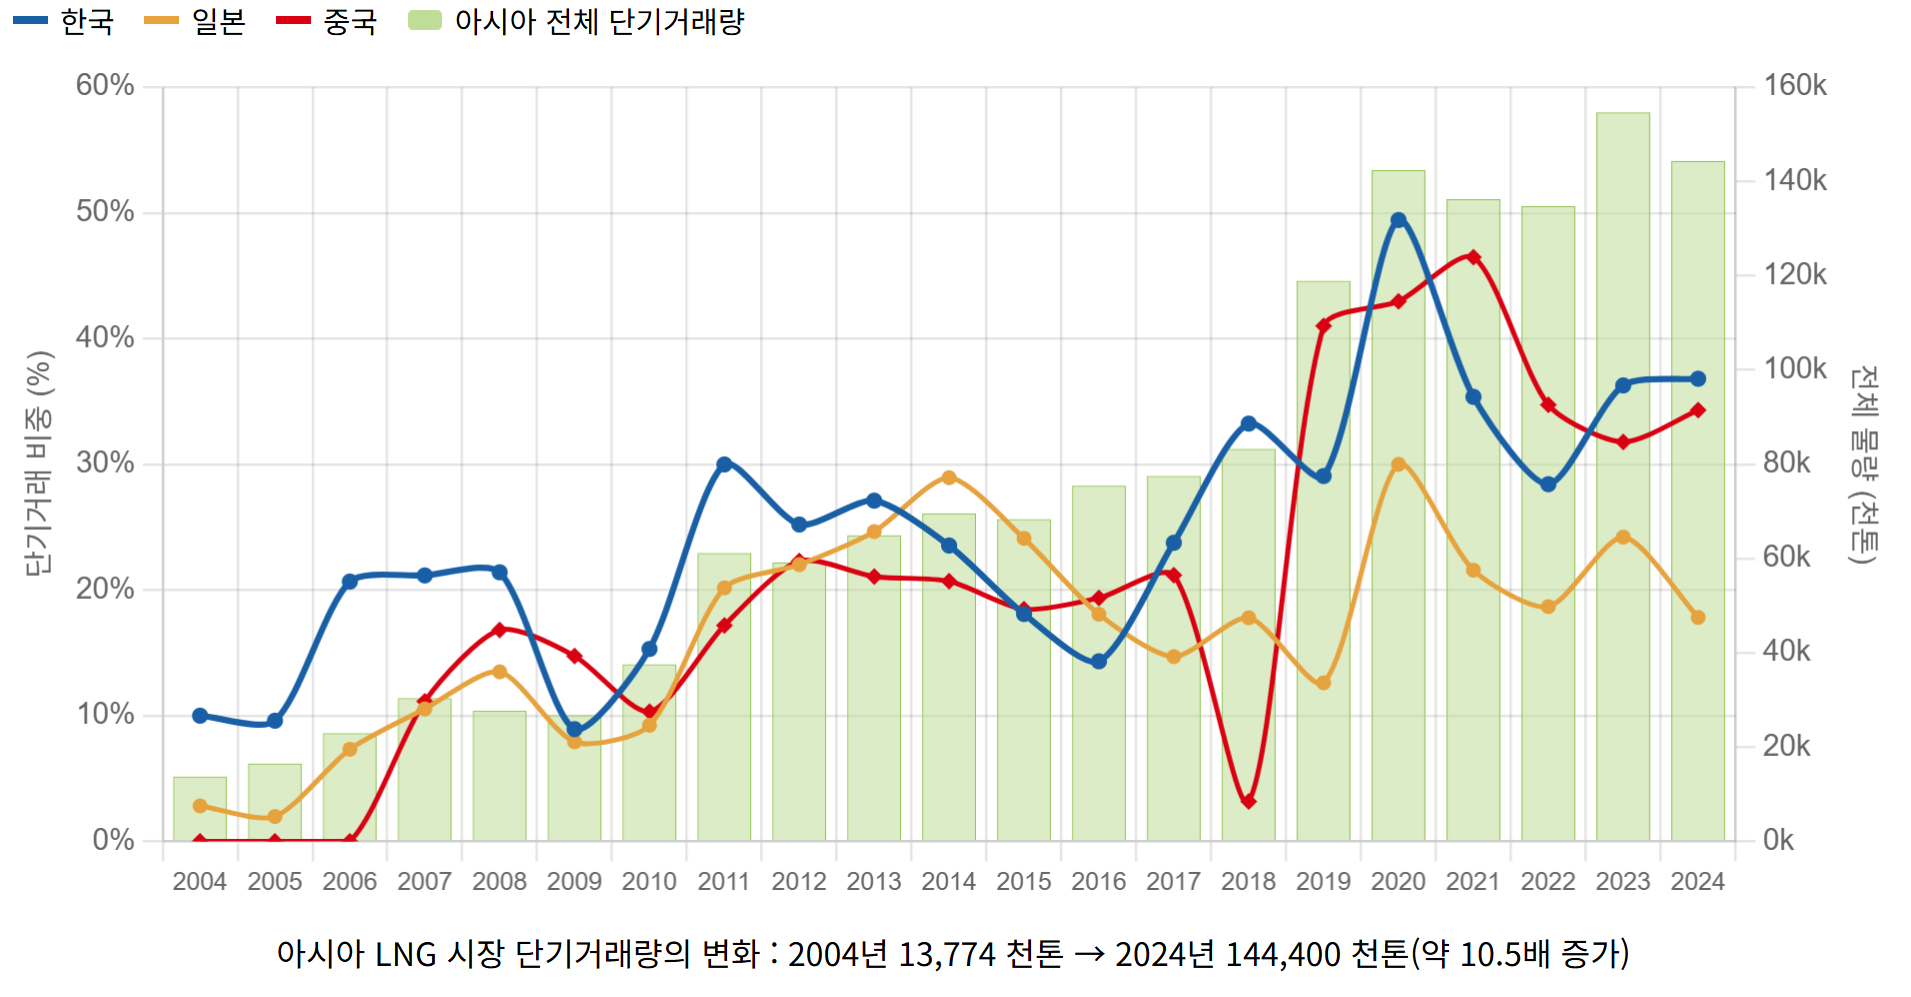 한국 일본 중국 아시아 전체 단기거래량
60% 160k
140k
50%
120k
40%
100k
단기거래 비중 (%)
전체 물량 (천톤)
30% 80k
60k
20%
40k
10%
20k
0% 0k
2004 2005 2006 2007 2008 2009 2010 2011 2012 2013 2014 2015 2016 2017 2018 2019 2020 2021 2022 2023 2024
아시아 LNG 시장 단기거래량의 변화 : 2004년 13,774 천톤 → 2024년 144,400 천톤(약 10.5배 증가)